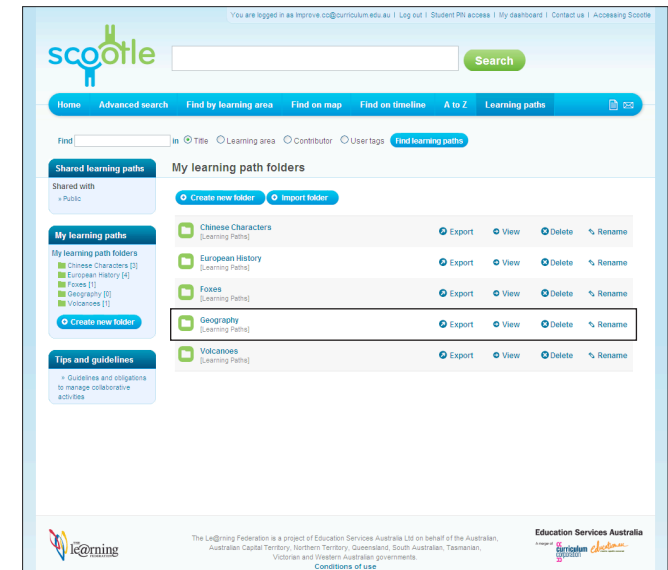 You are logged in as improve.cc@curriculum.edu.au | Log out | Student PIN access | My dashboard | Contact us | Accessing Scootle
scootle
Search
Home Advanced search Find by learning area Find on map Find on timeline A to Z Learning paths
Find in Title Learning area Contributor User tags Find learning paths
Shared learning paths
Shared with
» Public
My learning paths
My learning path folders
Chinese Characters [3]
European History [4]
Foxes [1]
Geography [0]
Volcanoes [1]
Create new folder
Tips and guidelines
» Guidelines and obligations
to manage collaborative
activities
My learning path folders
Create new folder Import folder
Chinese Characters
[Learning Paths]
Export View Delete Rename
European History
[Learning Paths]
Export View Delete Rename
Foxes
[Learning Paths]
Export View Delete Rename
Geography
[Learning Paths]
Export View Delete Rename
Volcanoes
[Learning Paths]
Export View Delete Rename
THE
le@rning
FEDERATION
The Le@rning Federation is a project of Education Services Australia Ltd on behalf of the Australian,
Australian Capital Territory, Northern Territory, Queensland, South Australian, Tasmanian,
Victorian and Western Australian governments.
Conditions of use
Education Services Australia
A merger of
curriculum
corporation